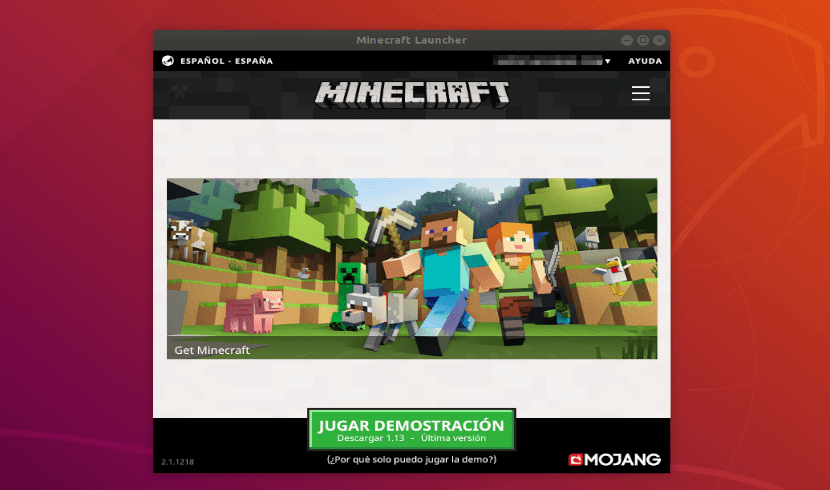 Minecraft Launcher
ESPAÑOL - ESPAÑA
AYUDA
MINECRAFT
Get Minecraft
JUGAR DEMOSTRACIÓN
Descargar 1.13 - Última versión
(¿Por qué solo puedo jugar la demo?)
2.1.1218
MOJANG